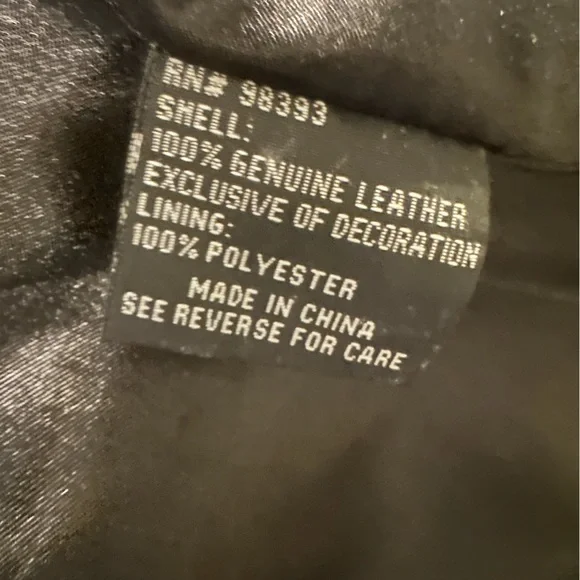 RN# 98393
SHELL:
100% GENUINE LEATHER
EXCLUSIVE OF DECORATION
LINING:
100% POLYESTER
MADE IN CHINA
SEE REVERSE FOR CARE